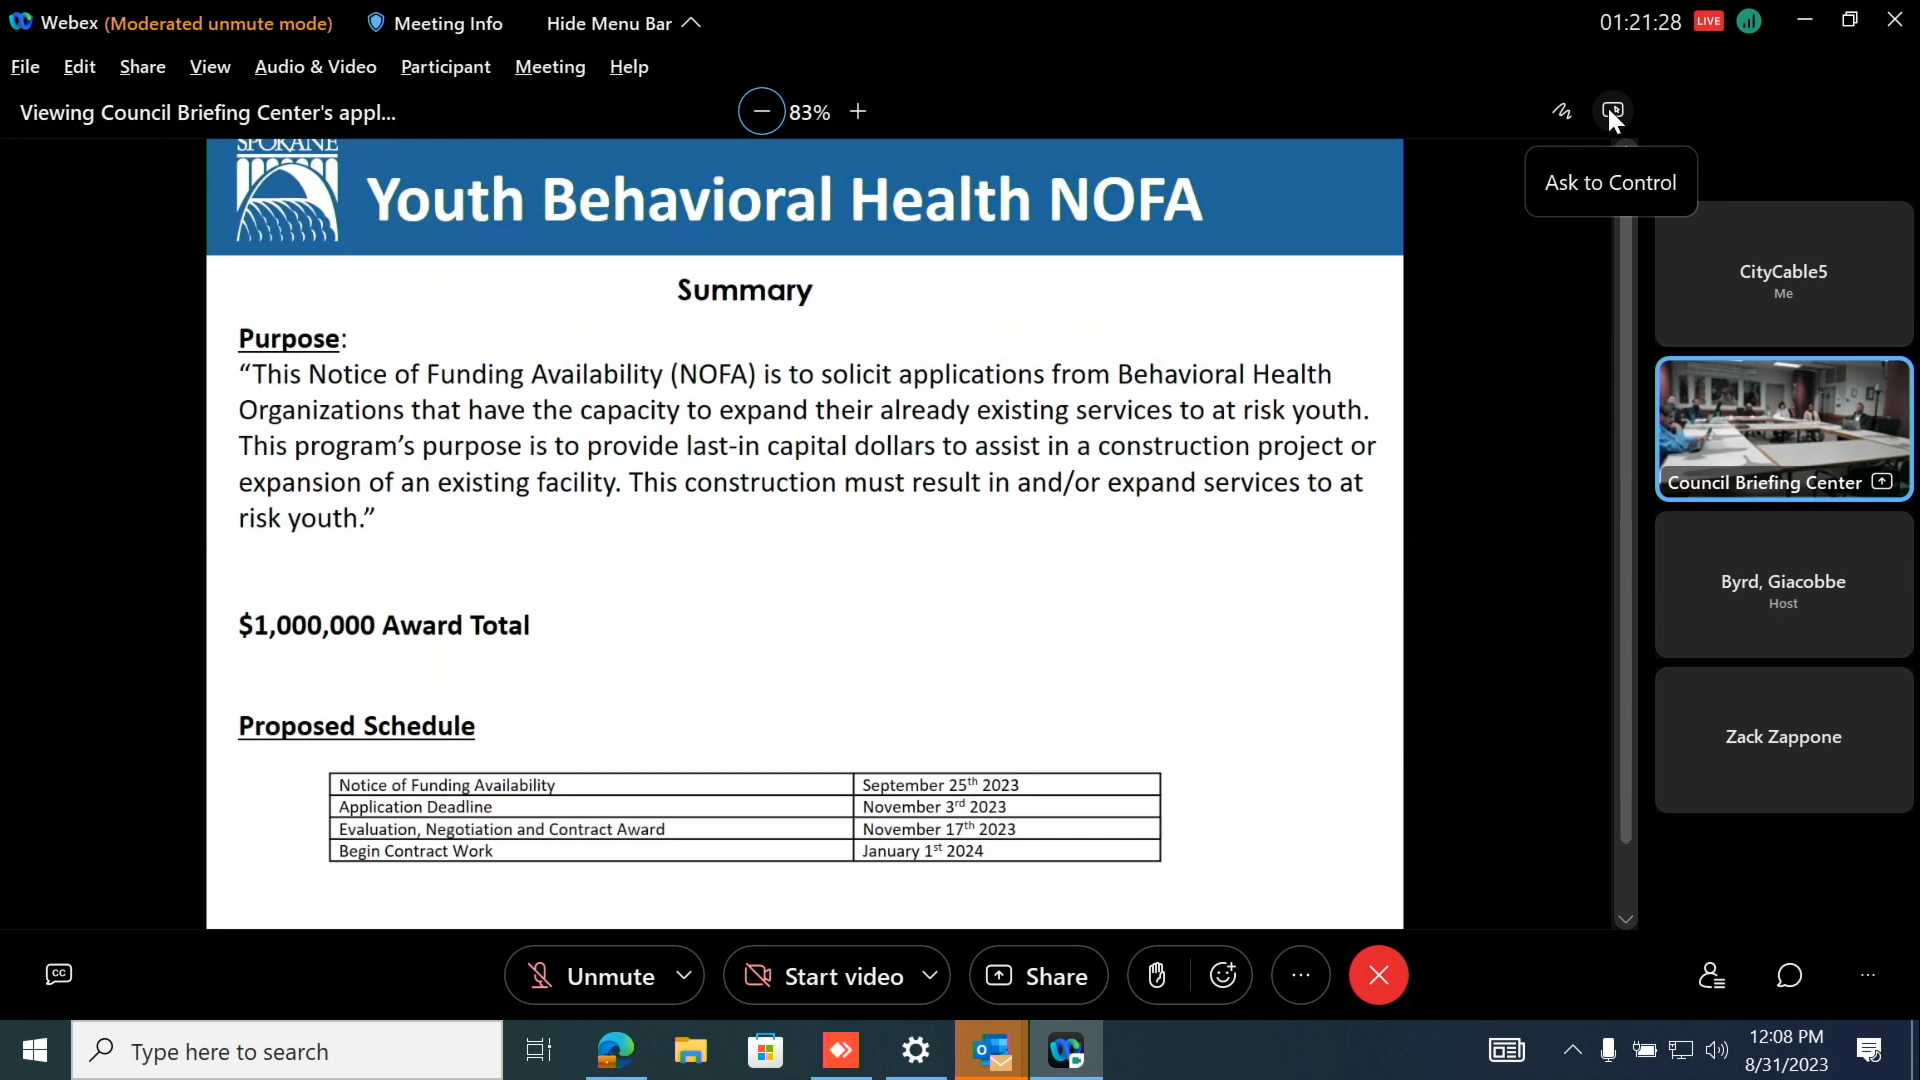 Webex (Moderated unmute mode) Meeting Info Hide Menu Bar 01:21:28 LIVE
File Edit Share View Audio & Video Participant Meeting Help
Viewing Council Briefing Center's appl... 83%
Ask to Control
SPOKANE
Youth Behavioral Health NOFA
Summary
Purpose:
“This Notice of Funding Availability (NOFA) is to solicit applications from Behavioral Health
Organizations that have the capacity to expand their already existing services to at risk youth.
This program’s purpose is to provide last-in capital dollars to assist in a construction project or
expansion of an existing facility. This construction must result in and/or expand services to at
risk youth.”
$1,000,000 Award Total
Proposed Schedule
Notice of Funding Availability September 25th 2023
Application Deadline November 3rd 2023
Evaluation, Negotiation and Contract Award November 17th 2023
Begin Contract Work January 1st 2024
CityCable5
Me
Council Briefing Center
Byrd, Giacobbe
Host
Zack Zappone
CC Unmute Start video Share
Type here to search
12:08 PM
8/31/2023